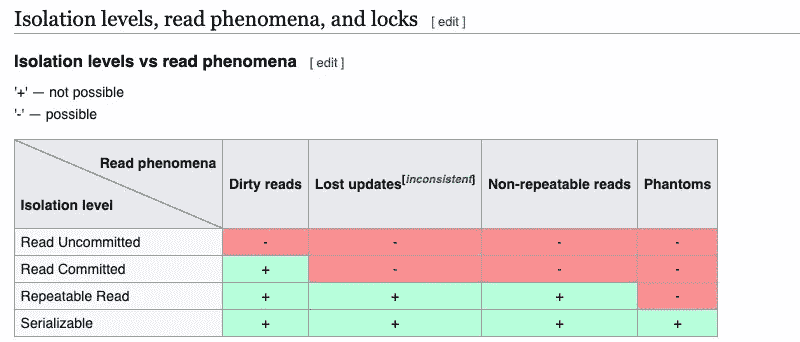 Isolation levels, read phenomena, and locks [ edit ]
Isolation levels vs read phenomena [ edit ]
'+' — not possible
'-' — possible
Read phenomena
Isolation level
Dirty reads Lost updates[inconsistent] Non-repeatable reads Phantoms
Read Uncommitted - - - -
Read Committed + - - -
Repeatable Read + + + -
Serializable + + + +